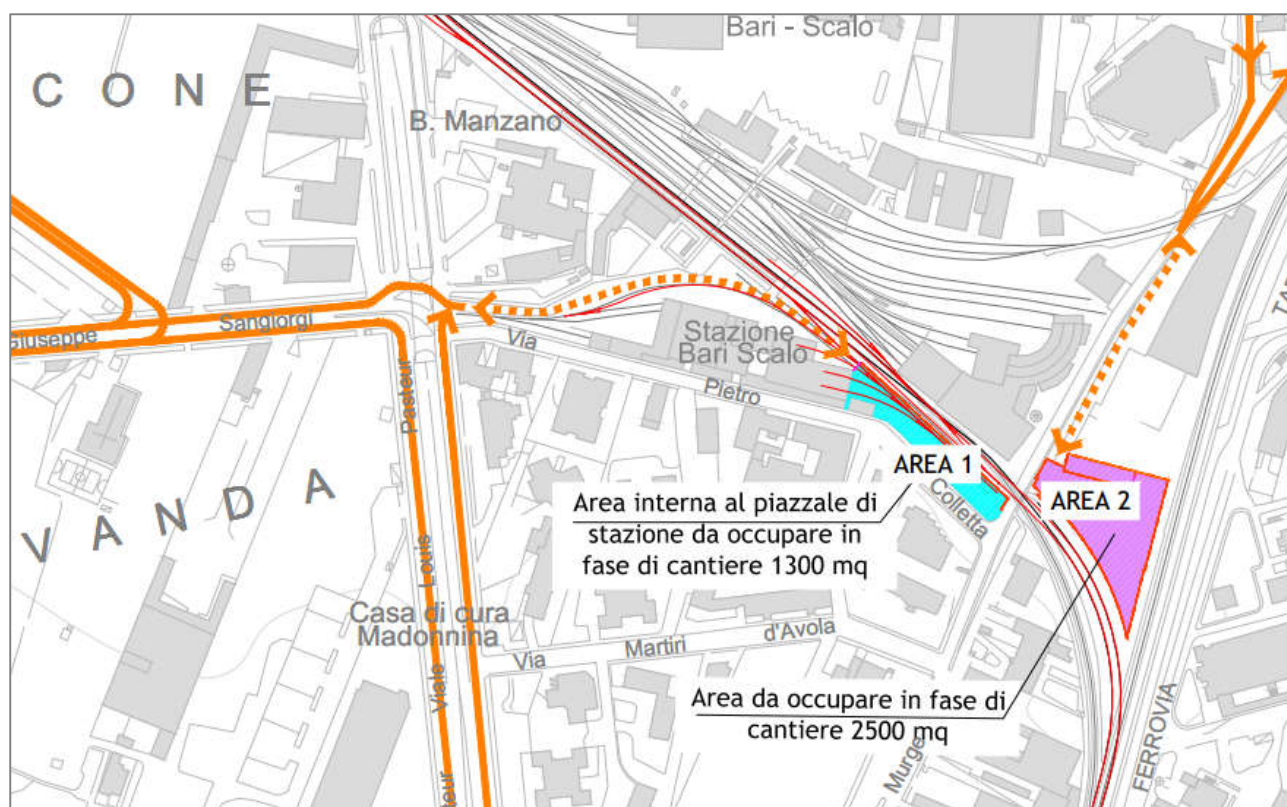 Bari - Scalo
C O N E
B. Manzano
Giuseppe
Sangiorgi
Stazione
Bari Scalo
Via
Pietro
Colletta
Pasteur
AREA 1
Area interna al piazzale di
stazione da occupare in
fase di cantiere 1300 mq
AREA 2
V A N D A
Louis
Viale
Casa di cura
Madonnina
Via
Martiri
d'Avola
Area da occupare in fase di
cantiere 2500 mq
Murge
FERROVIA